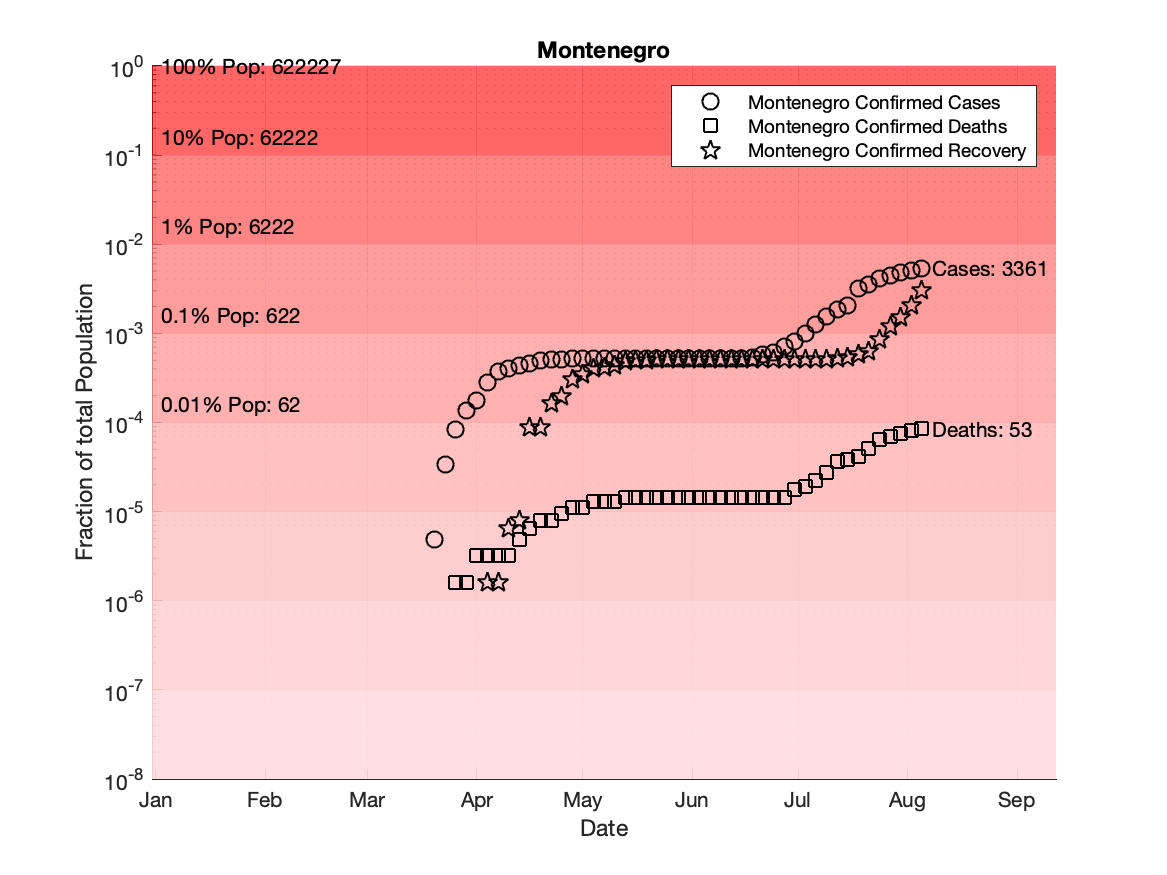 Montenegro
10^0
10^-1
10^-2
10^-3
10^-4
10^-5
10^-6
10^-7
10^-8
Fraction of total Population
100% Pop: 622227
10% Pop: 62222
1% Pop: 6222
0.1% Pop: 622
0.01% Pop: 62
Montenegro Confirmed Cases
Montenegro Confirmed Deaths
Montenegro Confirmed Recovery
Cases: 3361
Deaths: 53
Jan Feb Mar Apr May Jun Jul Aug Sep
Date